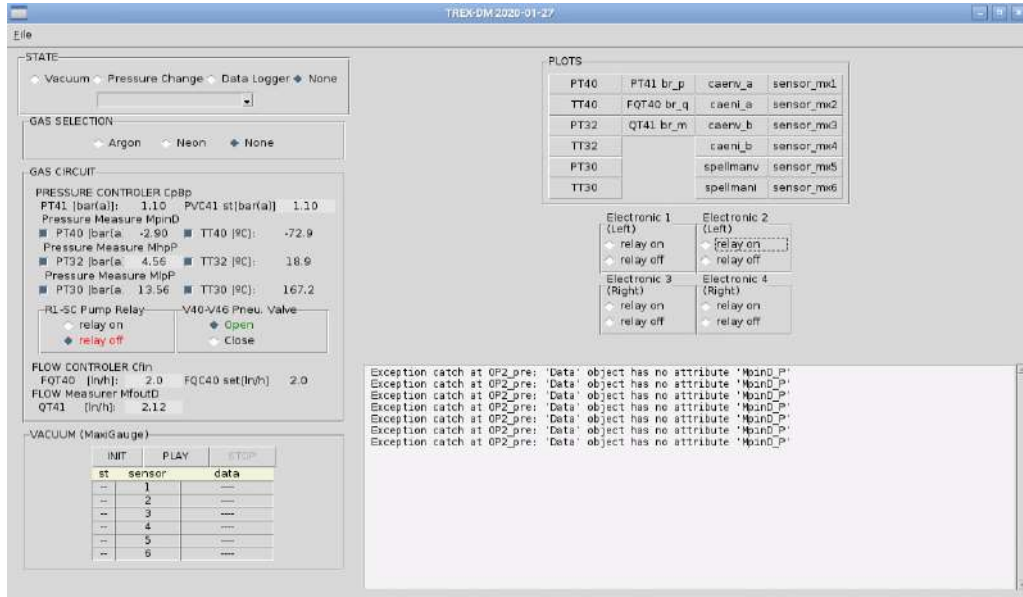 TREX-DM 2020-01-27
File
STATE
Vacuum Pressure Change Data Logger None
GAS SELECTION
Argon Neon None
GAS CIRCUIT
PRESSURE CONTROLER CpBp
PT41 [bar(a)]: 1.10 PVC41 st[bar(a)] 1.10
Pressure Measure MpinD
PT40 [bar(a -2.90 TT40 [ºC]: -72.9
Pressure Measure MhpP
PT32 [bar(a 4.56 TT32 [ºC]: 18.9
Pressure Measure MlpP
PT30 [bar(a 13.56 TT30 [ºC]: 167.2
R1-SC Pump Relay V40-V46 Pneu. Valve
relay on Open
relay off Close
FLOW CONTROLER Cfin
FQT40 [ln/h]: 2.0 FQC40 set[ln/h] 2.0
FLOW Measurer MfoutD
QT41 [ln/h]: 2.12
VACUUM (MaxiGauge)
INIT PLAY STOP
st sensor data
-- 1 ----
-- 2 ----
-- 3 ----
-- 4 ----
-- 5 ----
-- 6 ----
PLOTS
PT40 PT41 br_p caenv_a sensor_mx1
TT40 FQT40 br_q caeni_a sensor_mx2
PT32 QT41 br_m caenv_b sensor_mx3
TT32 caeni_b sensor_mx4
PT30 spellmanv sensor_mx5
TT30 spellmani sensor_mx6
Electronic 1 Electronic 2
(Left) (Left)
relay on relay on
relay off relay off
Electronic 3 Electronic 4
(Right) (Right)
relay on relay on
relay off relay off
Exception catch at OP2_pre: 'Data' object has no attribute 'MpinD_P'
Exception catch at OP2_pre: 'Data' object has no attribute 'MpinD_P'
Exception catch at OP2_pre: 'Data' object has no attribute 'MpinD_P'
Exception catch at OP2_pre: 'Data' object has no attribute 'MpinD_P'
Exception catch at OP2_pre: 'Data' object has no attribute 'MpinD_P'
Exception catch at OP2_pre: 'Data' object has no attribute 'MpinD_P'
Exception catch at OP2_pre: 'Data' object has no attribute 'MpinD_P'